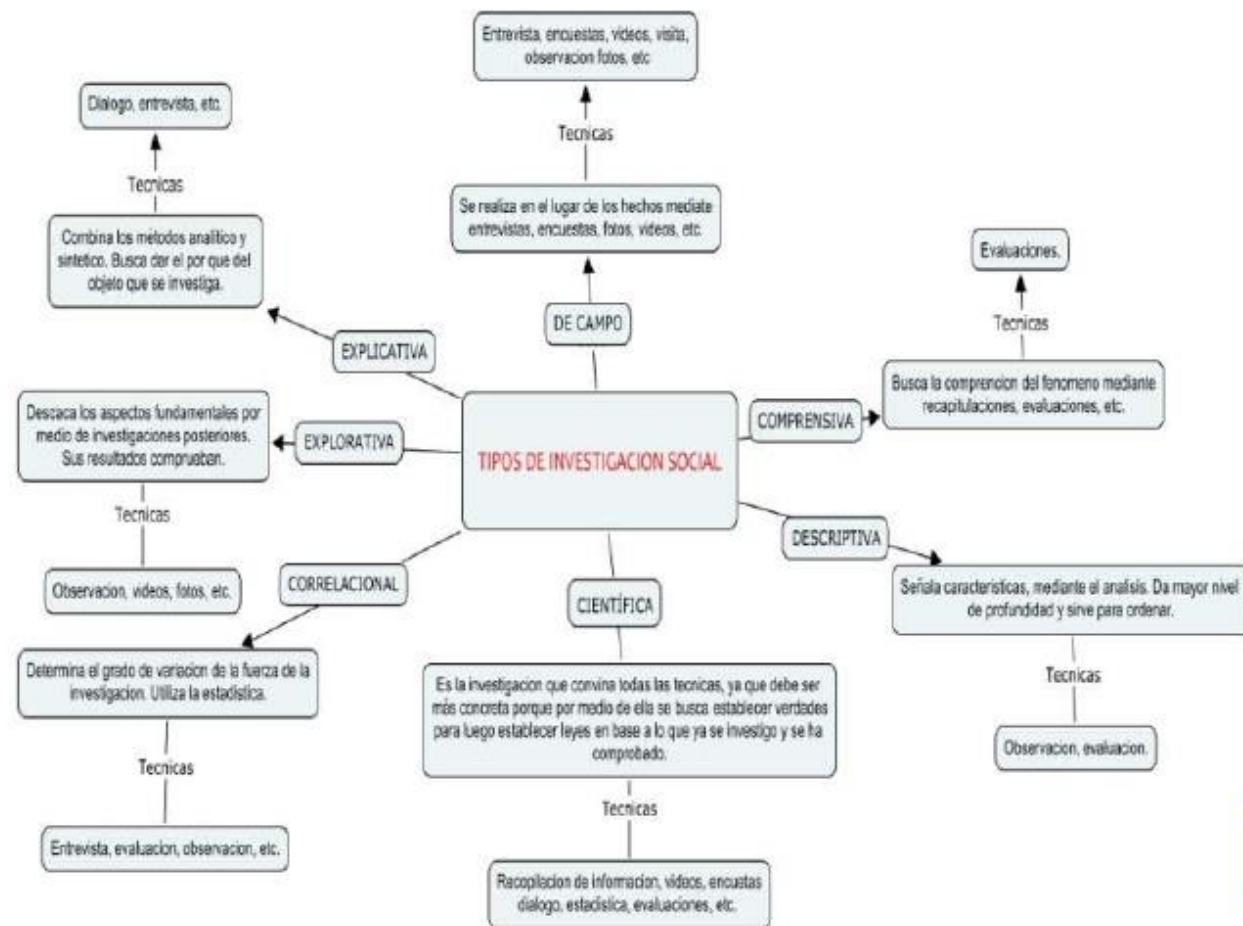 Entrevista, encuestas, videos, visita,
observacion fotos, etc
Tecnicas
Se realiza en el lugar de los hechos mediate
entrevistas, encuestas, fotos, videos, etc.
DE CAMPO
Dialogo, entrevista, etc.
Tecnicas
Combina los métodos analitico y
sintetico. Busca dar el por que del
objeto que se investiga.
EXPLICATIVA
Evaluaciones.
Tecnicas
Busca la comprencion del fenomeno mediante
recapitulaciones, evaluaciones, etc.
COMPRENSIVA
TIPOS DE INVESTIGACION SOCIAL
Descaca los aspectos fundamentales por
medio de investigaciones posteriores.
Sus resultados comprueban.
EXPLORATIVA
Tecnicas
Observacion, videos, fotos, etc.
DESCRIPTIVA
Señala caracteristicas, mediante el analisis. Da mayor nivel
de profundidad y sirve para ordenar.
Tecnicas
Observacion, evaluacion.
CORRELACIONAL
Determina el grado de variacion de la fuerza de la
investigacion. Utiliza la estadistica.
Tecnicas
Entrevista, evaluacion, observacion, etc.
CIENTÍFICA
Es la investigacion que convina todas las tecnicas, ya que debe ser
más concreta porque por medio de ella se busca establecer verdades
para luego establecer leyes en base a lo que ya se investigo y se ha
comprobado.
Tecnicas
Recopilacion de informacion, videos, encuetas
dialogo, estadistica, evaluaciones, etc.